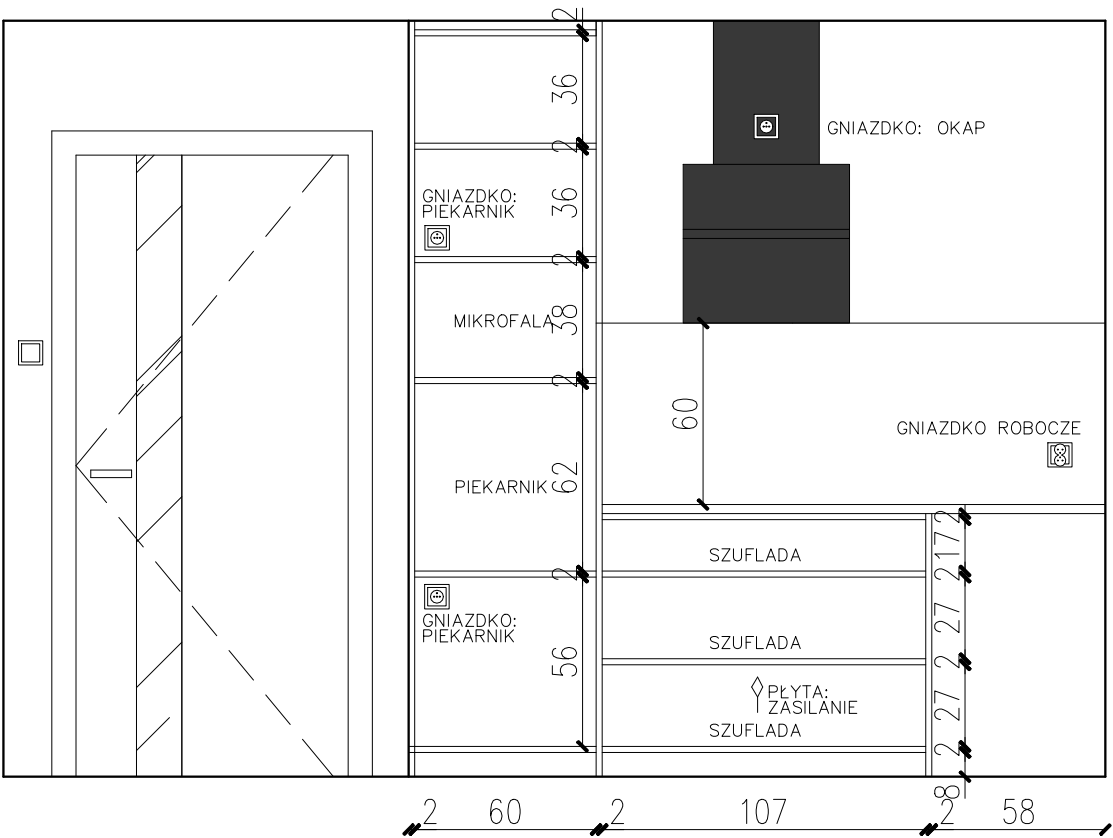 2
36
GNIAZDKO: OKAP
2
GNIAZDKO:
PIEKARNIK
36
2
MIKROFALA
38
2
60
GNIAZDKO ROBOCZE
PIEKARNIK
62
2
17
SZUFLADA
2
2
GNIAZDKO:
PIEKARNIK
27
SZUFLADA
56
2
PŁYTA:
ZASILANIE
27
SZUFLADA
2
8
2 60 2 107 2 58